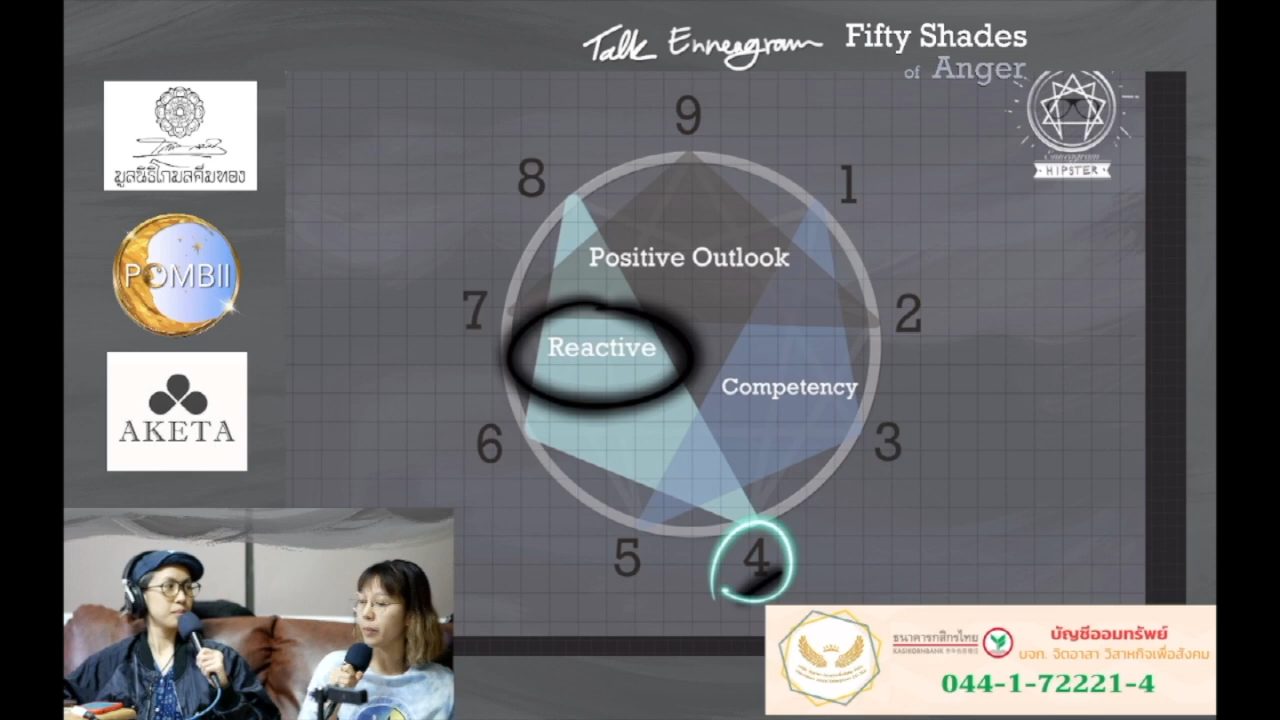 Talk Enneagram
Fifty Shades
of Anger
มูลนิธิโกมลคีมทอง
POMBII
AKETA
Enneagram
HIPSTER
9
8
1
Positive Outlook
7
2
Reactive
Competency
6
3
5
4
ธนาคารกสิกรไทย
KASIKORNBANK
บัญชีออมทรัพย์
มจก. จิตอาสา วิสาหกิจเพื่อสังคม
044-1-72221-4